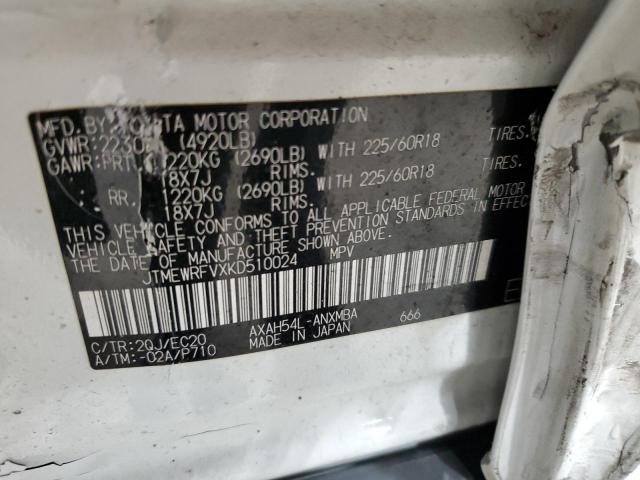 MFD.BY:TOYOTA MOTOR CORPORATION
GVWR:2230KG (4920LB)
GAWR:FRT. 1220KG (2690LB) WITH 225/60R18 TIRES.
18X7J RIMS.
RR. 1220KG (2690LB) WITH 225/60R18 TIRES.
18X7J RIMS.
THIS VEHICLE CONFORMS TO ALL APPLICABLE FEDERAL MOTOR
VEHICLE SAFETY AND THEFT PREVENTION STANDARDS IN EFFEC
THE DATE OF MANUFACTURE SHOWN ABOVE.
JTMEWRFVXKD510024 MPV
C/TR:2QJ/EC20 AXAH54L-ANXMBA 666
A/TM:-02A/P710 MADE IN JAPAN